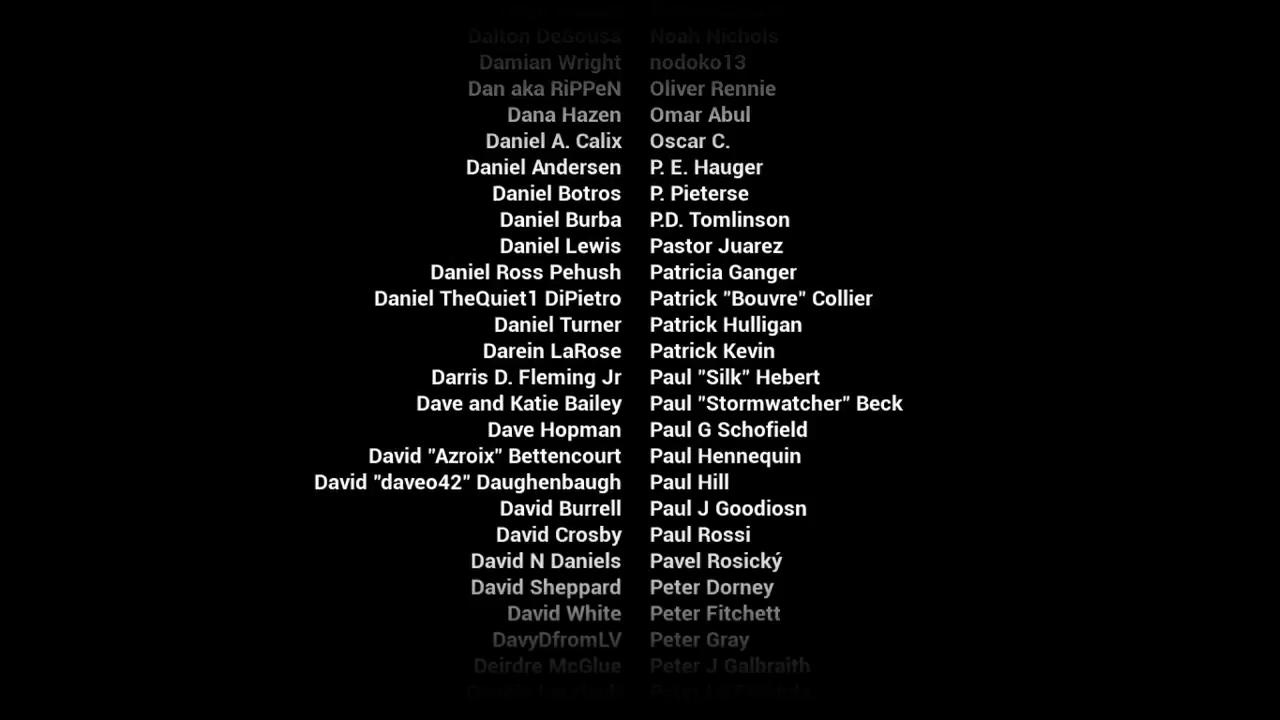 Dalton DeSousa Noah Nichols
Damian Wright nodoko13
Dan aka RiPPeN Oliver Rennie
Dana Hazen Omar Abul
Daniel A. Calix Oscar C.
Daniel Andersen P. E. Hauger
Daniel Botros P. Pieterse
Daniel Burba P.D. Tomlinson
Daniel Lewis Pastor Juarez
Daniel Ross Pehush Patricia Ganger
Daniel TheQuiet1 DiPietro Patrick "Bouvre" Collier
Daniel Turner Patrick Hulligan
Darein LaRose Patrick Kevin
Darris D. Fleming Jr Paul "Silk" Hebert
Dave and Katie Bailey Paul "Stormwatcher" Beck
Dave Hopman Paul G Schofield
David "Azroix" Bettencourt Paul Hennequin
David "daveo42" Daughenbaugh Paul Hill
David Burrell Paul J Goodiosn
David Crosby Paul Rossi
David N Daniels Pavel Rosický
David Sheppard Peter Dorney
David White Peter Fitchett
DavyDfromLV Peter Gray
Deirdre McGlue Peter J Galbraith